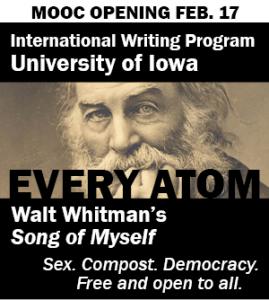 MOOC OPENING FEB. 17
International Writing Program
University of Iowa
EVERY ATOM
Walt Whitman's
Song of Myself
Sex. Compost. Democracy.
Free and open to all.